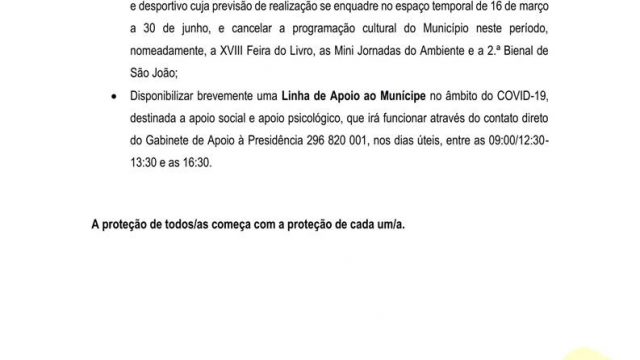 e desportivo cuja previsão de realização se enquadre no espaço temporal de 16 de março
a 30 de junho, e cancelar a programação cultural do Município neste período,
nomeadamente, a XVIII Feira do Livro, as Mini Jornadas do Ambiente e a 2.ª Bienal de
São João;
• Disponibilizar brevemente uma Linha de Apoio ao Munícipe no âmbito do COVID-19,
destinada a apoio social e apoio psicológico, que irá funcionar através do contato direto
do Gabinete de Apoio à Presidência 296 820 001, nos dias úteis, entre as 09:00/12:30-
13:30 e as 16:30.
A proteção de todos/as começa com a proteção de cada um/a.